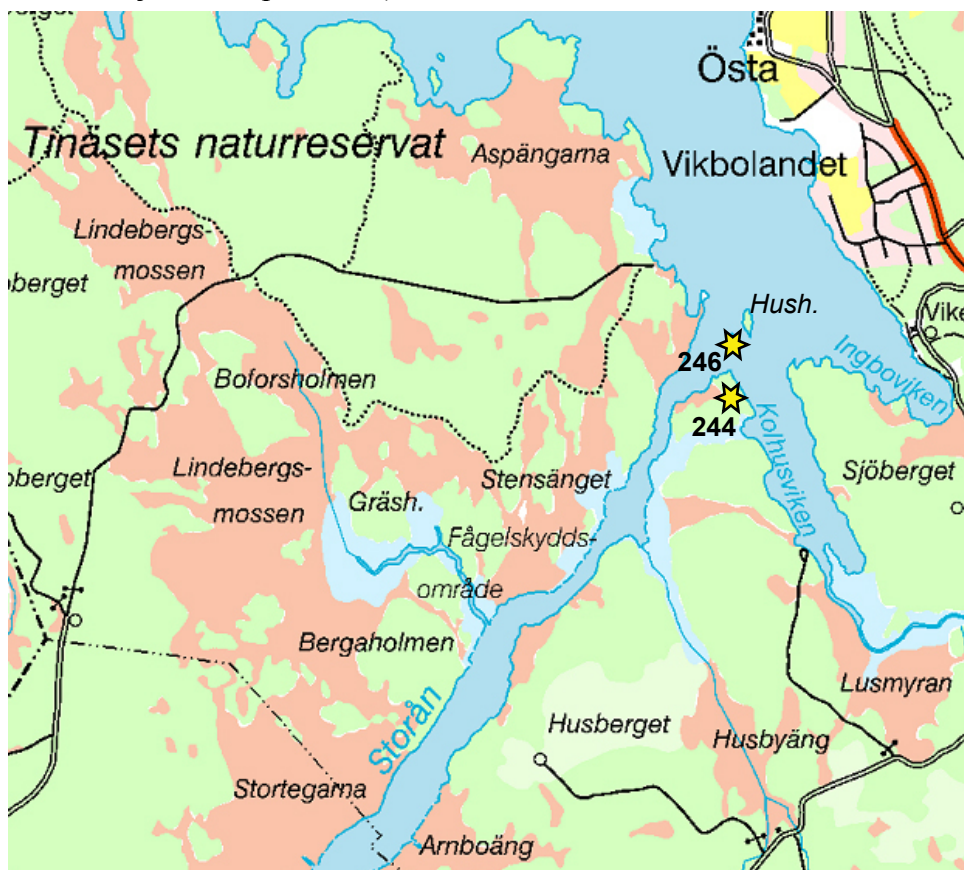 Östa
Tinäsets naturreservat
Aspängarna
Vikbolandet
Lindebergs-
mossen
berget
Hush.
246
Ingboviken
Boforsholmen
244
Kolhusviken
berget
Lindebergs-
mossen
Stensänget
Sjöberget
Gräsh.
Fågelskydds-
område
Bergaholmen
Lusmyran
Storån
Husberget
Husbyäng
Stortegarna
Arnboäng